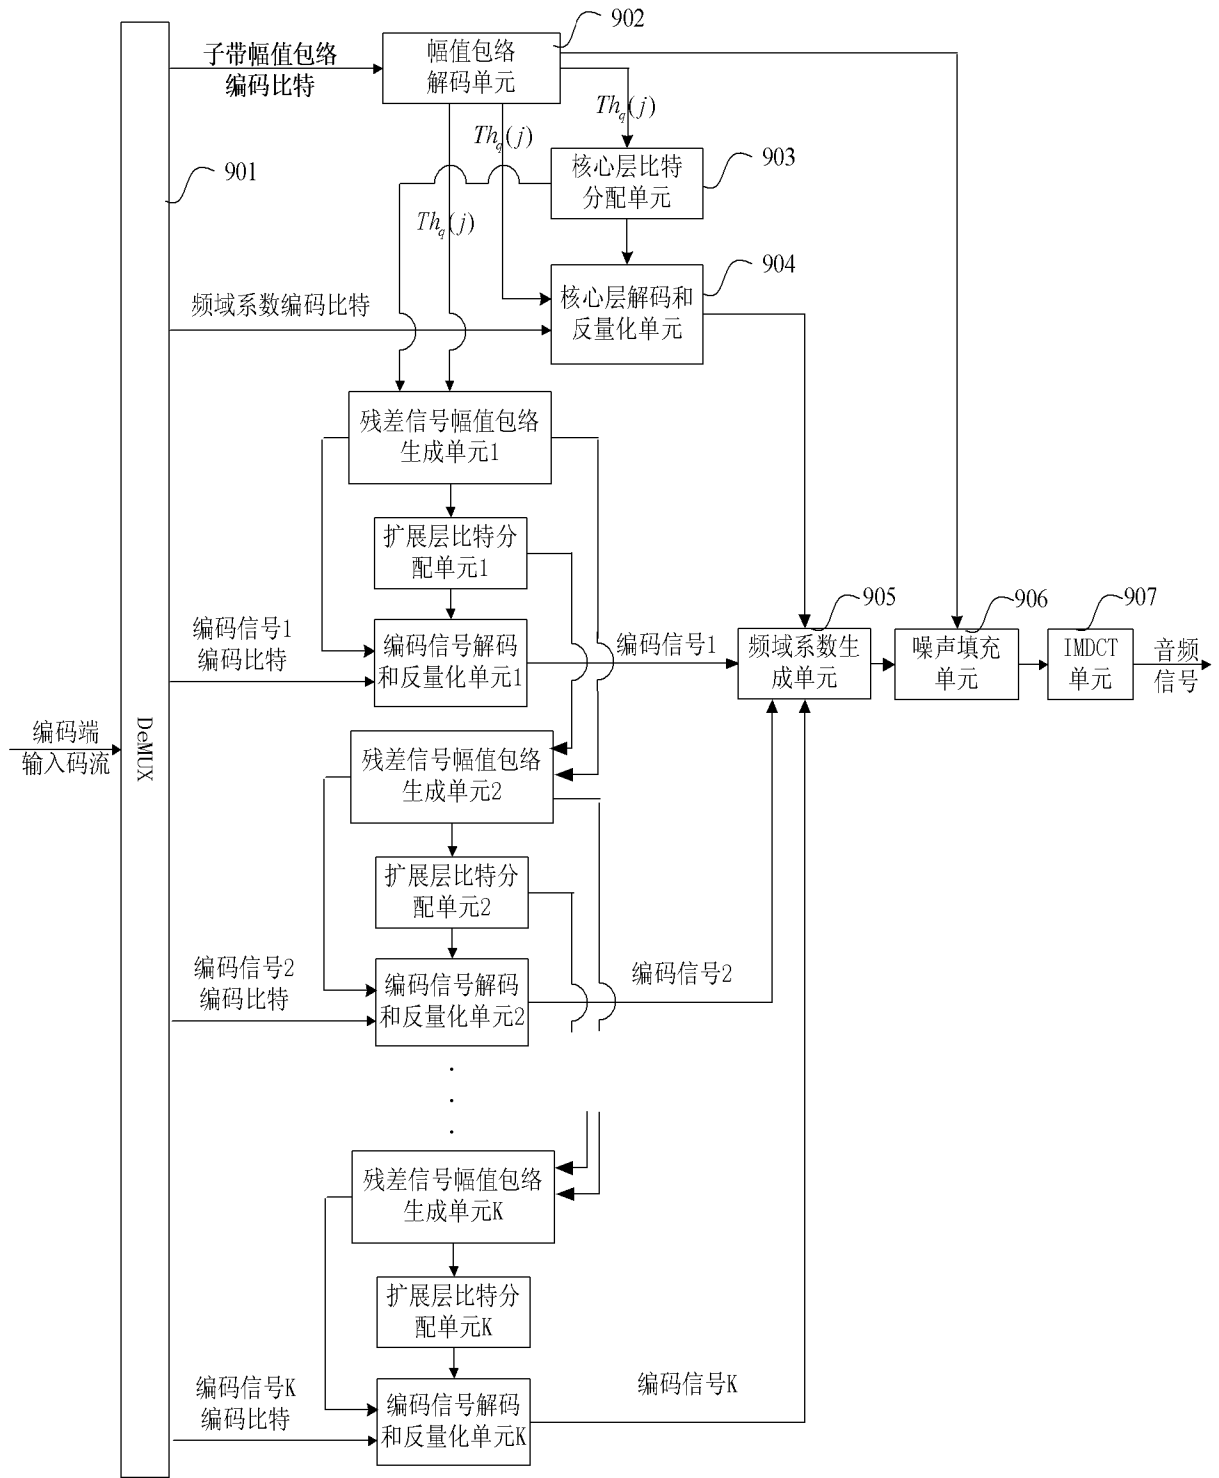 902
子带幅值包络
编码比特
幅值包络
解码单元
Th_q(j)
Th_q(j)
903
核心层比特
分配单元
901
Th_q(j)
904
频域系数编码比特
核心层解码和
反量化单元
残差信号幅值包络
生成单元1
扩展层比特分
配单元1
编码信号1
编码比特
编码信号解码
和反量化单元1
编码信号1
905
频域系数生
成单元
906
噪声填充
单元
907
IMDCT
单元
音频
信号
编码端
输入码流
DeMUX
残差信号幅值包络
生成单元2
扩展层比特分
配单元2
编码信号2
编码比特
编码信号解码
和反量化单元2
编码信号2
残差信号幅值包络
生成单元K
扩展层比特分
配单元K
编码信号K
编码比特
编码信号解码
和反量化单元K
编码信号K